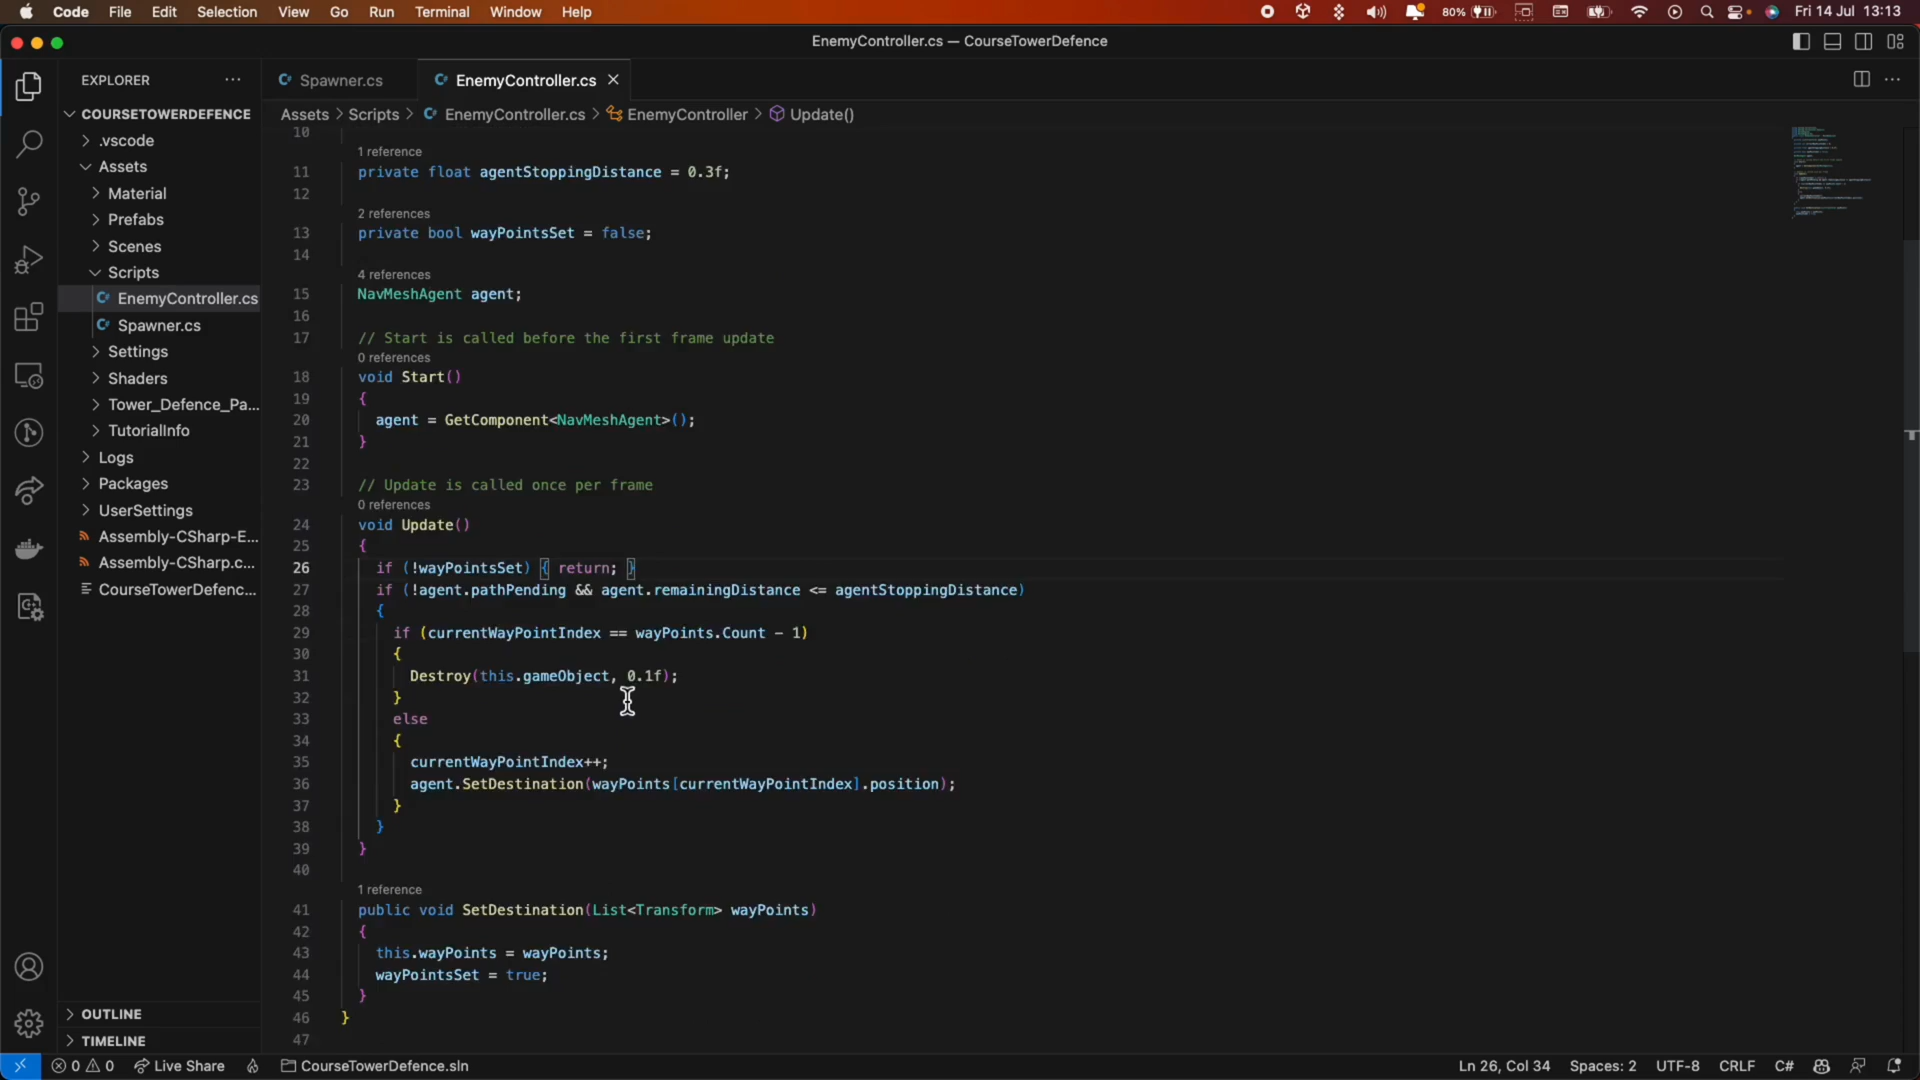 Code File Edit Selection View Go Run Terminal Window Help 80% Fri 14 Jul 13:13
EnemyController.cs — CourseTowerDefence
EXPLORER
Spawner.cs
EnemyController.cs
COURSETOWERDEFENCE
.vscode
Assets
Material
Prefabs
Scenes
Scripts
EnemyController.cs
Spawner.cs
Settings
Shaders
Tower_Defence_Pa...
TutorialInfo
Logs
Packages
UserSettings
Assembly-CSharp-E...
Assembly-CSharp.c...
CourseTowerDefenc...
OUTLINE
TIMELINE
Assets > Scripts > EnemyController.cs > EnemyController > Update()
10
1 reference
11 private float agentStoppingDistance = 0.3f;
12
2 references
13 private bool wayPointsSet = false;
14
4 references
15 NavMeshAgent agent;
16
17 // Start is called before the first frame update
0 references
18 void Start()
19 {
20 agent = GetComponent<NavMeshAgent>();
21 }
22
23 // Update is called once per frame
0 references
24 void Update()
25 {
26 if (!wayPointsSet) { return; }
27 if (!agent.pathPending && agent.remainingDistance <= agentStoppingDistance)
28 {
29 if (currentWayPointIndex == wayPoints.Count - 1)
30 {
31 Destroy(this.gameObject, 0.1f);
32 }
33 else
34 {
35 currentWayPointIndex++;
36 agent.SetDestination(wayPoints[currentWayPointIndex].position);
37 }
38 }
39 }
40
1 reference
41 public void SetDestination(List<Transform> wayPoints)
42 {
43 this.wayPoints = wayPoints;
44 wayPointsSet = true;
45 }
46 }
47
0 0 Live Share CourseTowerDefence.sln Ln 26, Col 34 Spaces: 2 UTF-8 CRLF C#